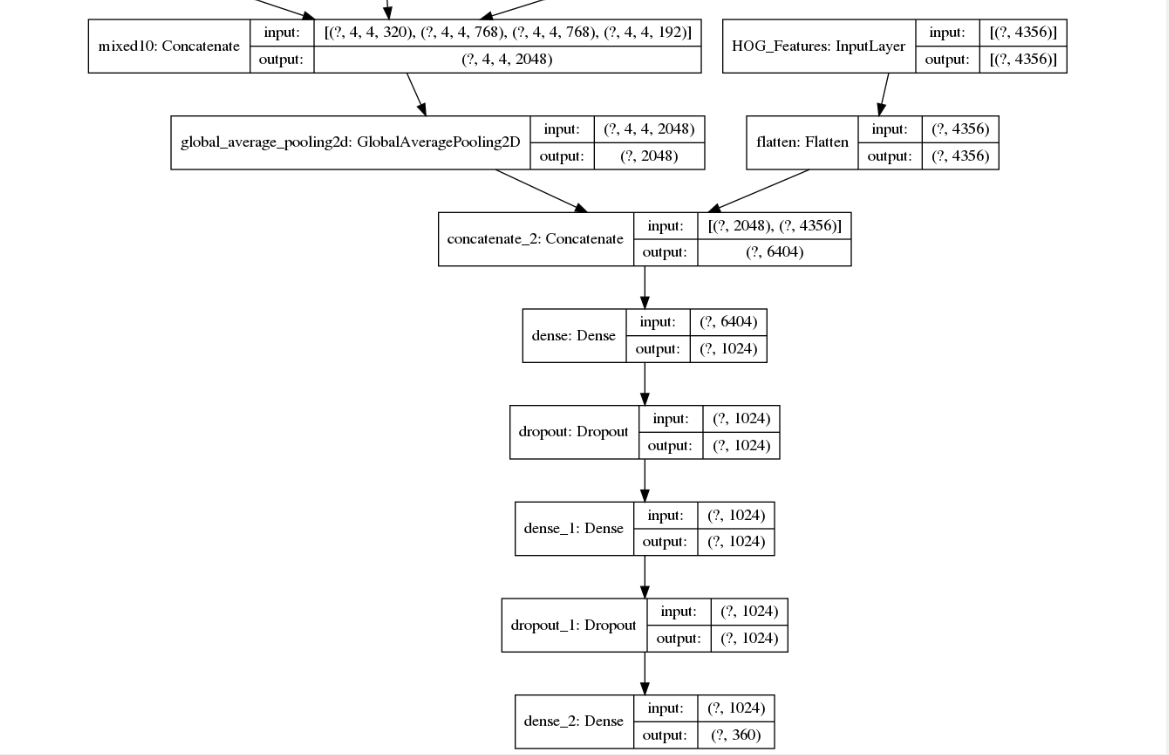 mixed10: Concatenate
input:
[(?, 4, 4, 320), (?, 4, 4, 768), (?, 4, 4, 768), (?, 4, 4, 192)]
output:
(?, 4, 4, 2048)
HOG_Features: InputLayer
input:
[(?, 4356)]
output:
[(?, 4356)]
global_average_pooling2d: GlobalAveragePooling2D
input:
(?, 4, 4, 2048)
output:
(?, 2048)
flatten: Flatten
input:
(?, 4356)
output:
(?, 4356)
concatenate_2: Concatenate
input:
[(?, 2048), (?, 4356)]
output:
(?, 6404)
dense: Dense
input:
(?, 6404)
output:
(?, 1024)
dropout: Dropout
input:
(?, 1024)
output:
(?, 1024)
dense_1: Dense
input:
(?, 1024)
output:
(?, 1024)
dropout_1: Dropout
input:
(?, 1024)
output:
(?, 1024)
dense_2: Dense
input:
(?, 1024)
output:
(?, 360)